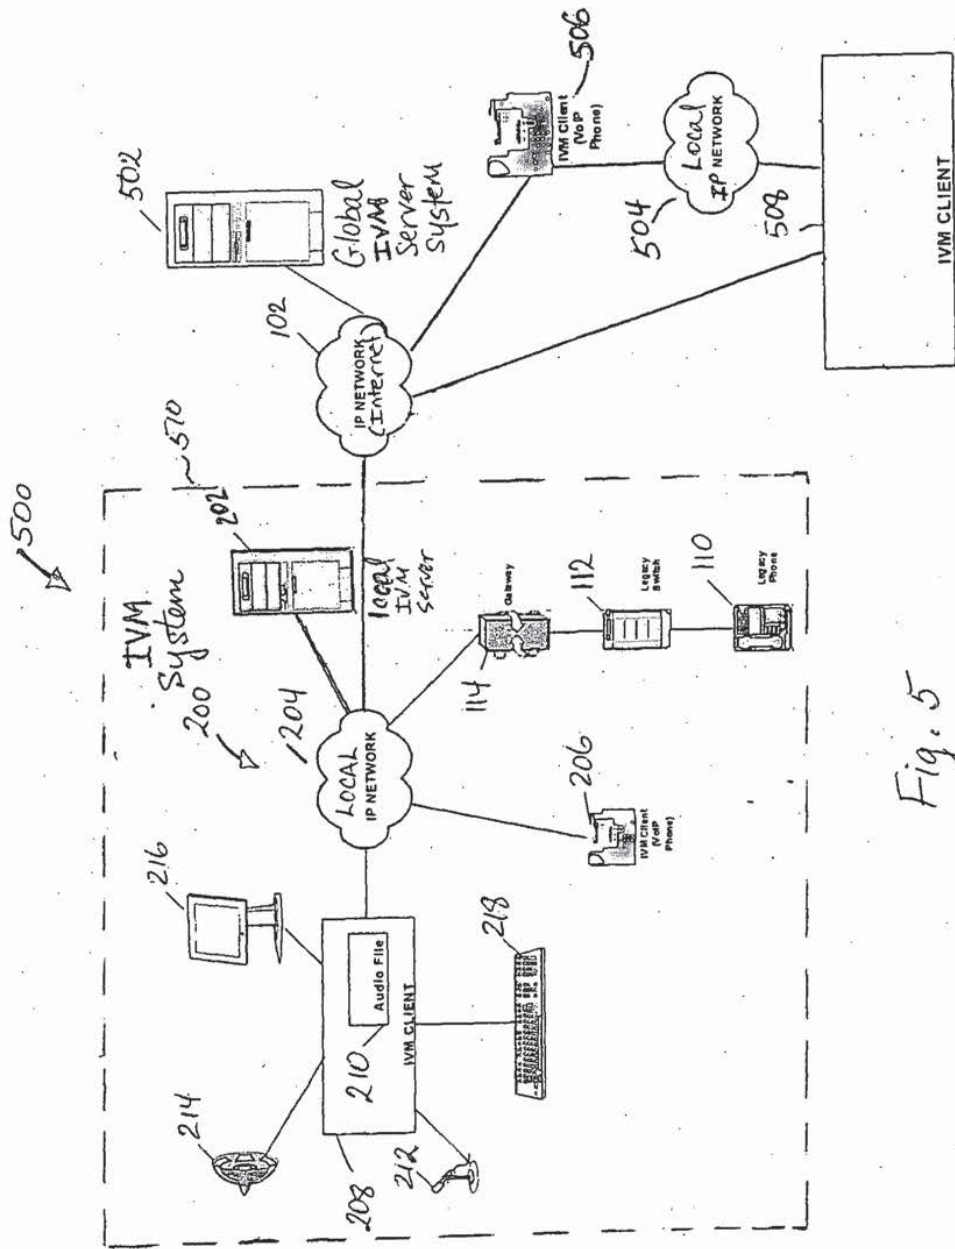 500
IVM
System
200
510
202
local
IVM
server
204
LOCAL
IP NETWORK
216
214
208
210
Audio File
IVM CLIENT
212
218
206
IVM Client
(VoIP
Phone)
114
Gateway
112
Legacy
Switch
110
Legacy
Phone
102
IP NETWORK
(Internet)
502
Global
IVM
Server
System
506
IVM Client
(VoIP
Phone)
504
Local
IP NETWORK
508
IVM CLIENT
Fig. 5